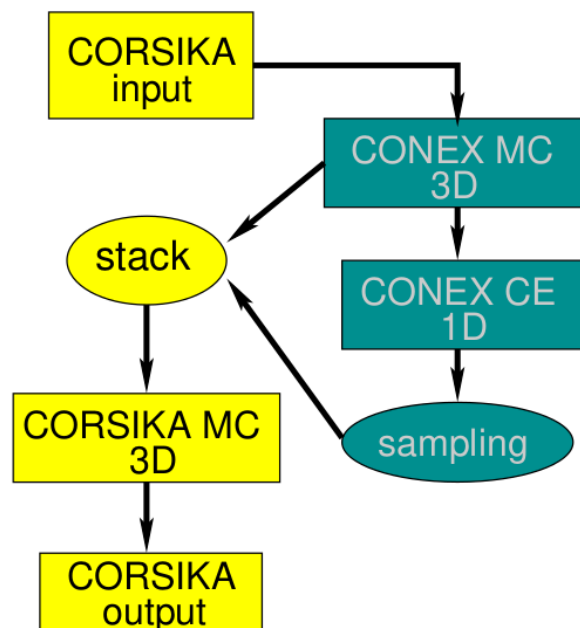 CORSIKA
input
CONEX MC
3D
stack
CONEX CE
1D
CORSIKA MC
3D
sampling
CORSIKA
output